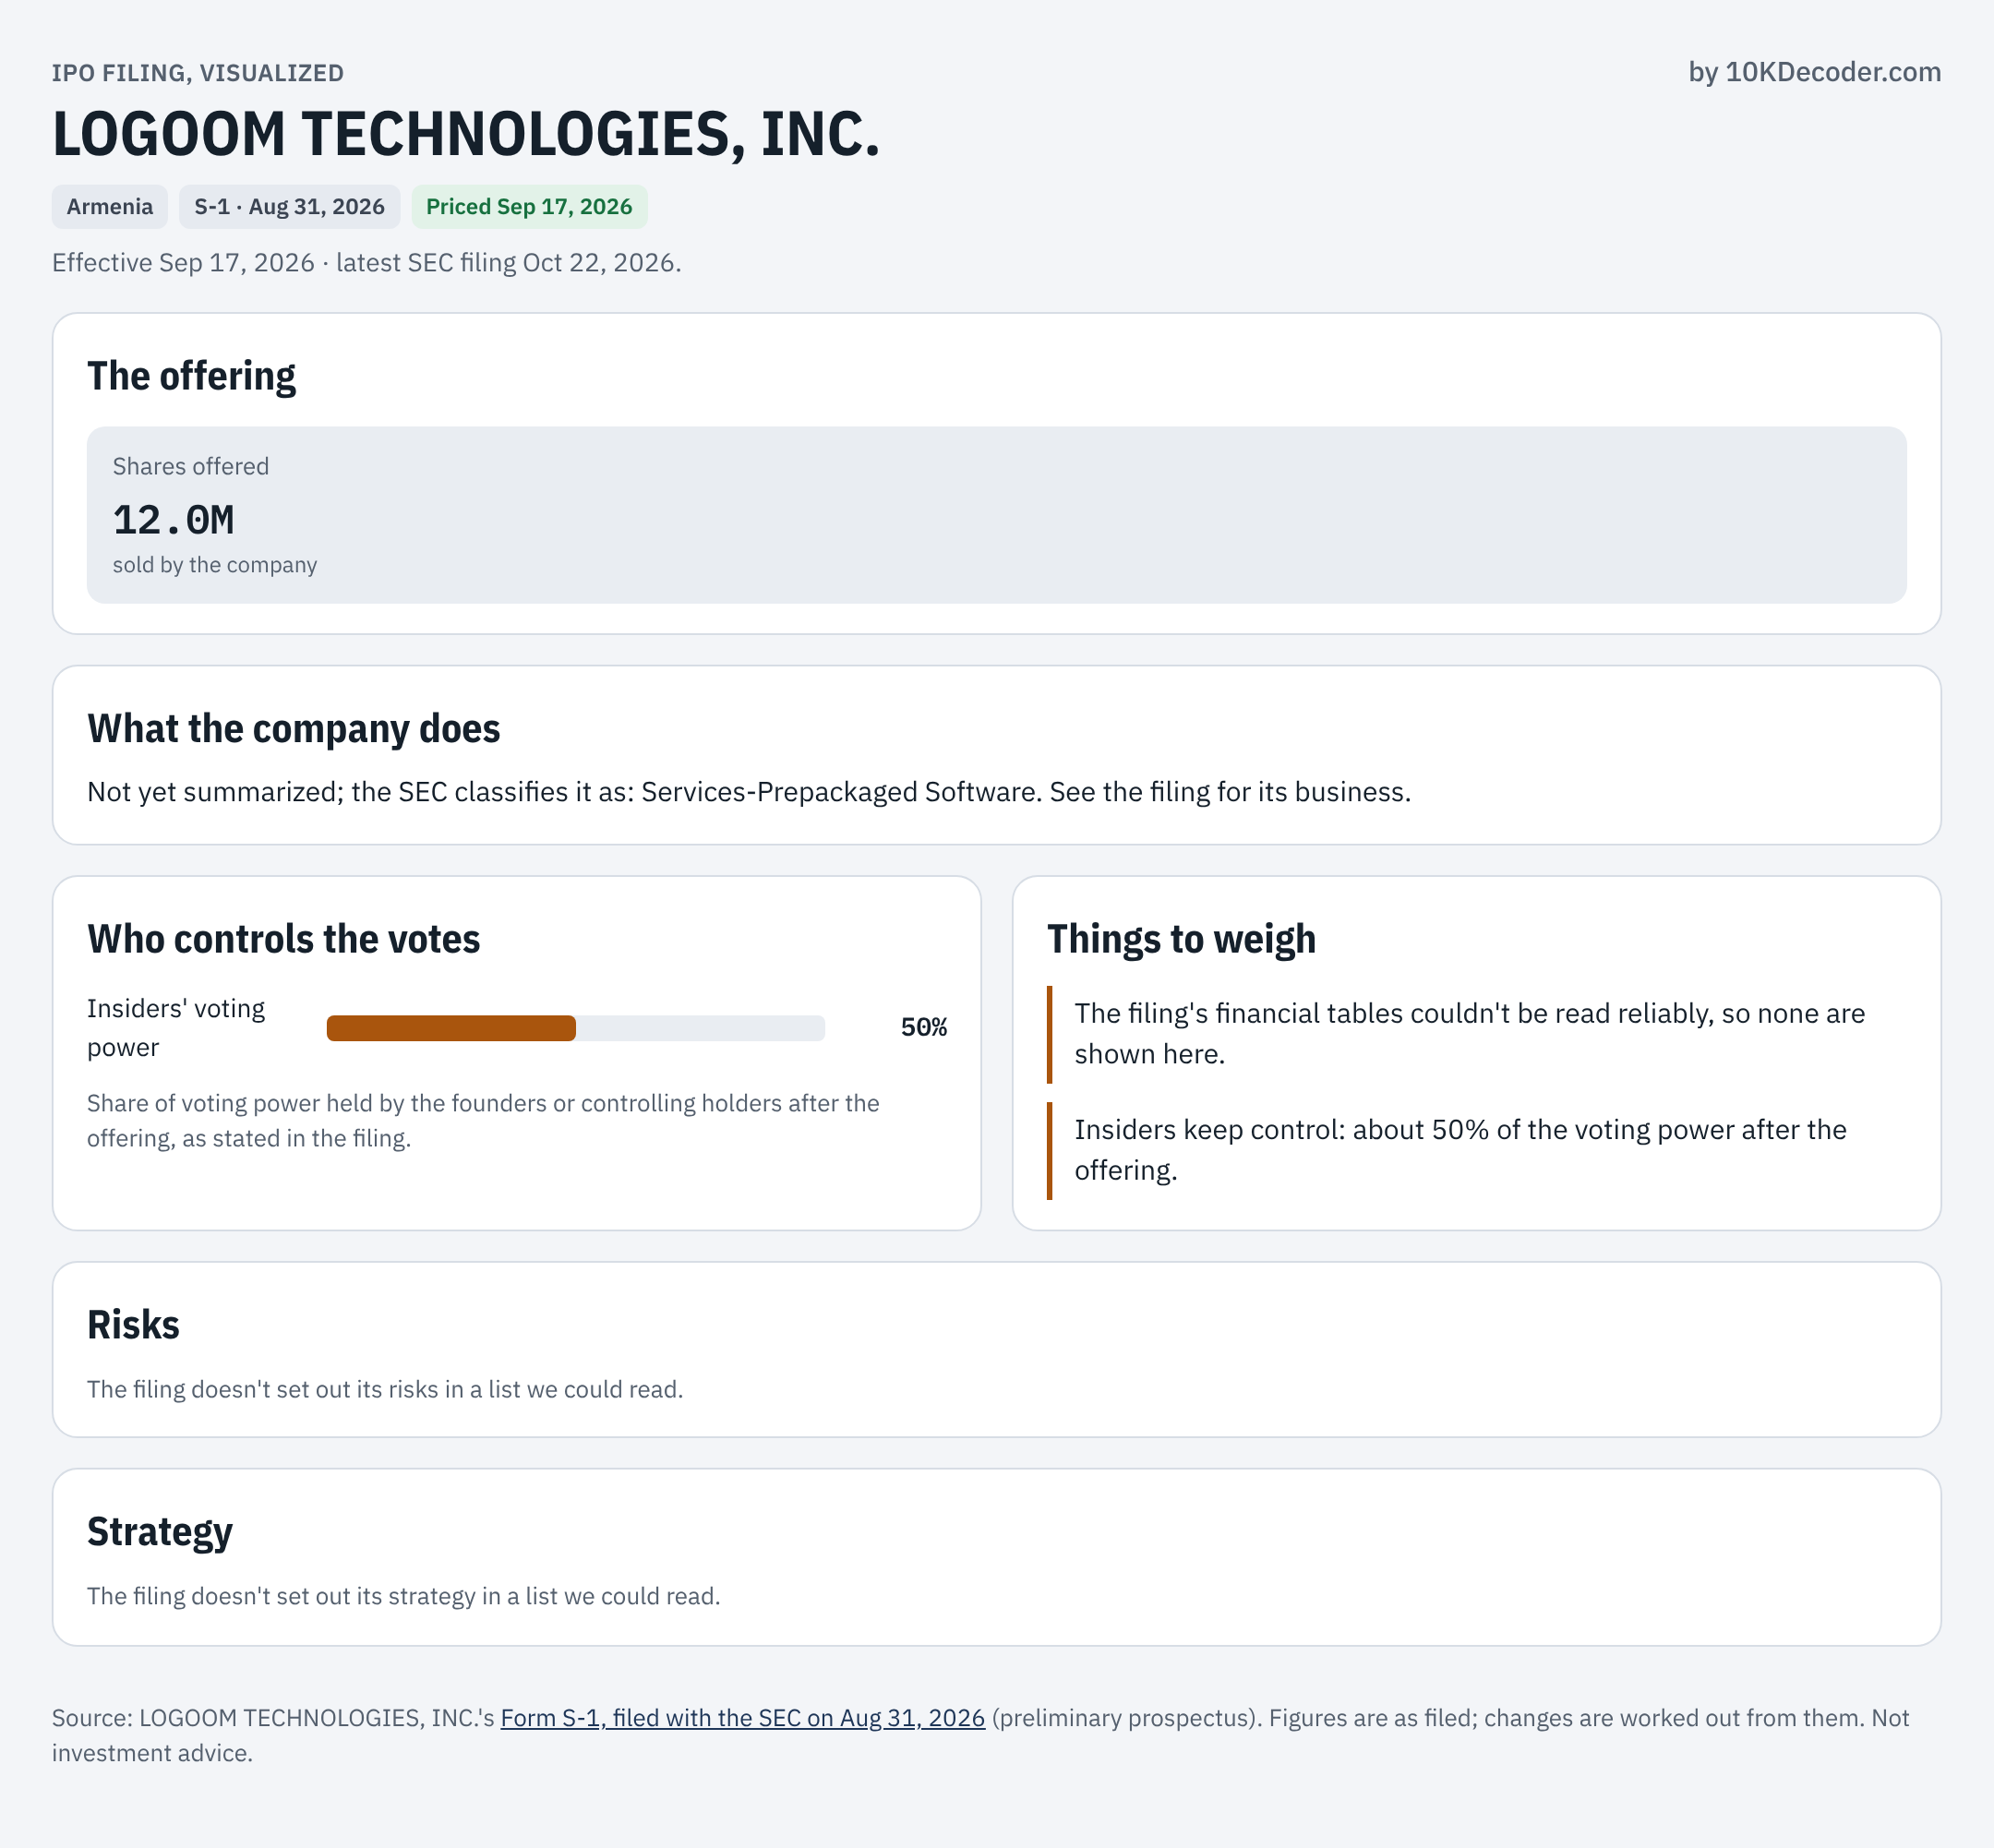 IPO FILING, VISUALIZED
by 10KDecoder.com
LOGOOM TECHNOLOGIES, INC.
Armenia
S-1 · Aug 31, 2026
Priced Sep 17, 2026
Effective Sep 17, 2026 · latest SEC filing Oct 22, 2026.
The offering
Shares offered
12.0M
sold by the company
What the company does
Not yet summarized; the SEC classifies it as: Services-Prepackaged Software. See the filing for its business.
Who controls the votes
Insiders' voting
power
50%
Share of voting power held by the founders or controlling holders after the
offering, as stated in the filing.
Things to weigh
The filing's financial tables couldn't be read reliably, so none are
shown here.
Insiders keep control: about 50% of the voting power after the
offering.
Risks
The filing doesn't set out its risks in a list we could read.
Strategy
The filing doesn't set out its strategy in a list we could read.
Source: LOGOOM TECHNOLOGIES, INC.'s Form S-1, filed with the SEC on Aug 31, 2026 (preliminary prospectus). Figures are as filed; changes are worked out from them. Not
investment advice.